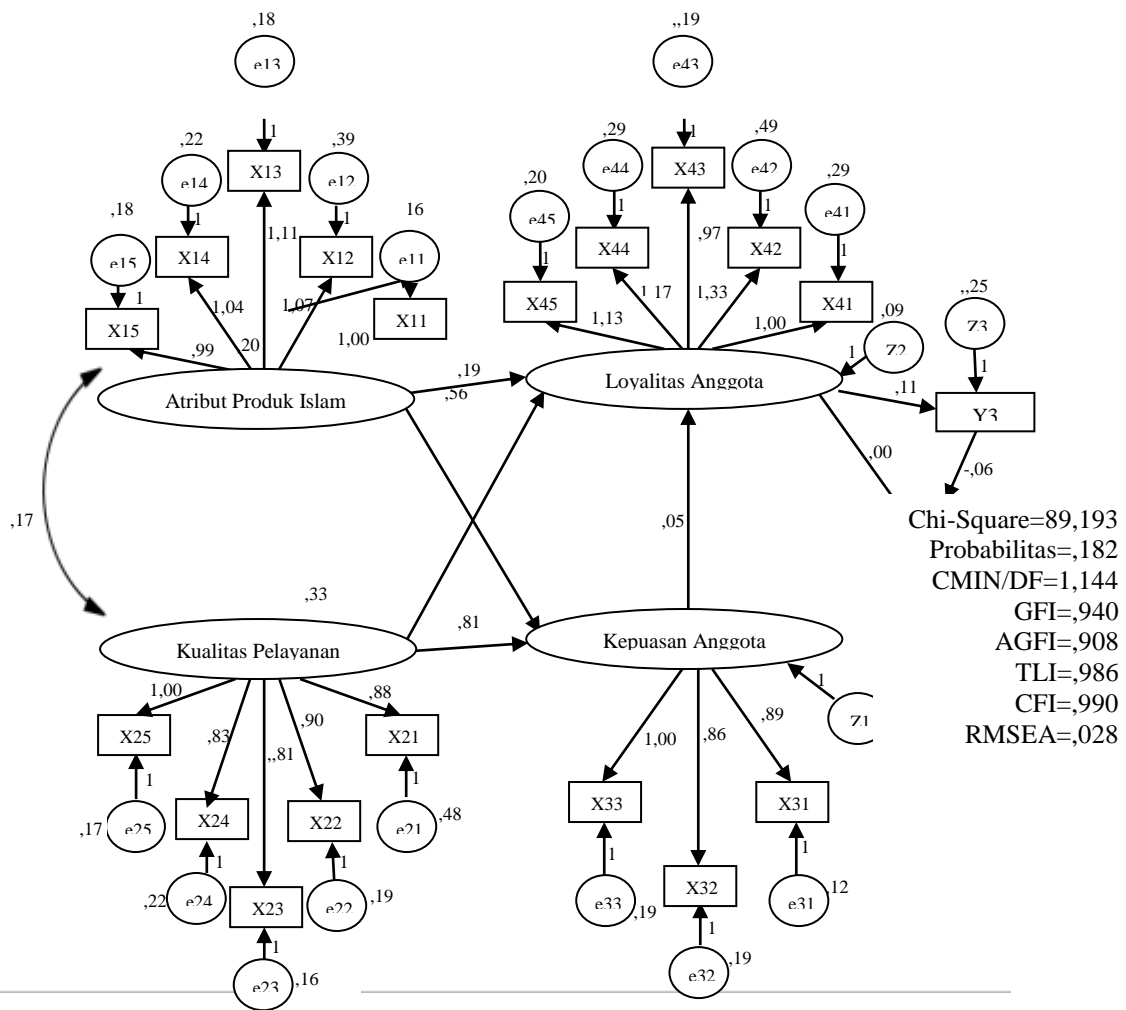 ,18
e13
,,19
e43
1
X13
,22
e14
,39
e12
1
X43
,29
e44
,49
e42
,18
e15
1
X14
1,11
1
X12
16
e11
,20
e45
1
X44
,97
1
X42
,29
e41
1
X15
1,04
1,07
X11
1,00
1
X45
1,17
1,33
1
X41
,,25
Z3
,99
,20
1,13
1,00
,09
Z2
1
1
Atribut Produk Islam
,19
,56
Loyalitas Anggota
,11
Y3
,00
-,06
,17
,05
Chi-Square=89,193
Probabilitas=,182
CMIN/DF=1,144
GFI=,940
AGFI=,908
TLI=,986
CFI=,990
RMSEA=,028
,33
Kualitas Pelayanan
,81
Kepuasan Anggota
1,00
,83
,,81
,90
,88
1,00
,86
,89
1
Z1
X25
X21
1
X24
X22
1
X33
X31
,17
e25
1
X23
1
e21
,48
1
X32
1
,22
e24
1
e22
,19
e33
,19
1
e31
,12
e23
,16
e32
,19